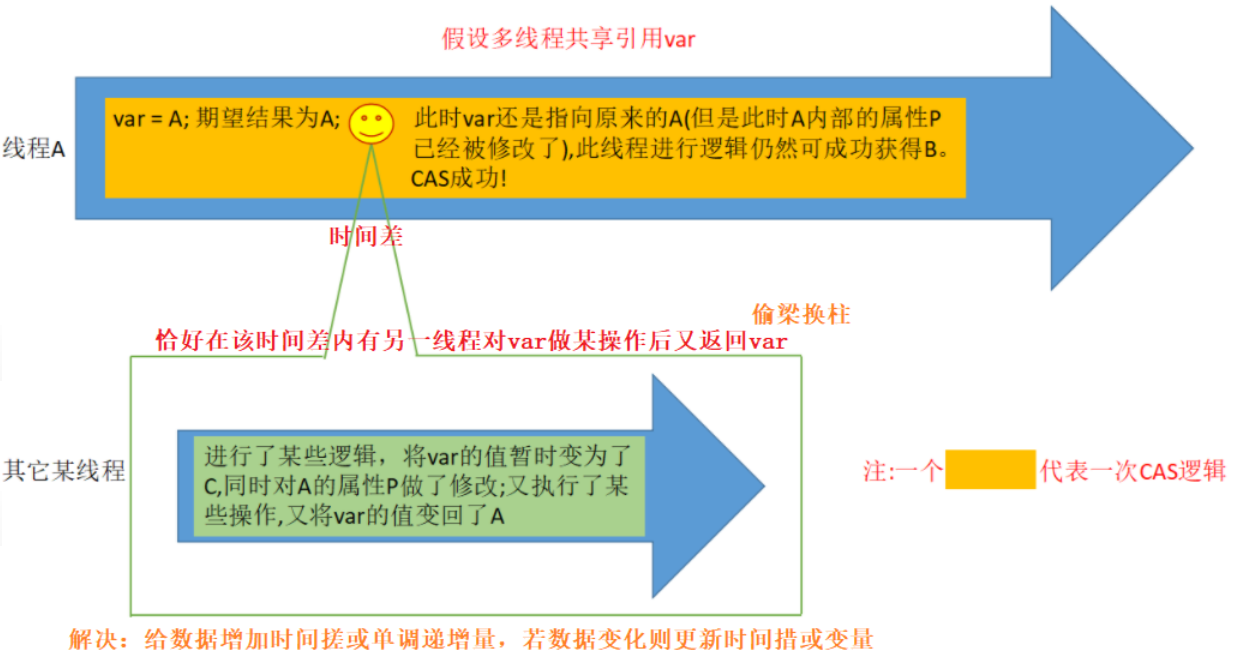 假设多线程共享引用var
线程A
var = A; 期望结果为A;
此时var还是指向原来的A(但是此时A内部的属性P
已经被修改了),此线程进行逻辑仍然可成功获得B。
CAS成功!
时间差
偷梁换柱
恰好在该时间差内有另一线程对var做某操作后又返回var
其它某线程
进行了某些逻辑，将var的值暂时变为了
C,同时对A的属性P做了修改;又执行了某
些操作,又将var的值变回了A
注:一个 代表一次CAS逻辑
解决：给数据增加时间搓或单调递增量，若数据变化则更新时间措或变量